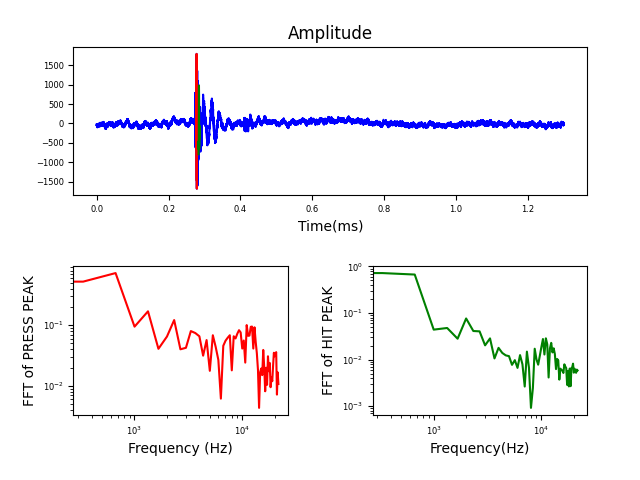 Amplitude
1500
1000
500
0
−500
−1000
−1500
0.0 0.2 0.4 0.6 0.8 1.0 1.2
Time(ms)
FFT of PRESS PEAK
10⁻¹
10⁻²
10³ 10⁴
Frequency (Hz)
FFT of HIT PEAK
10⁰
10⁻¹
10⁻²
10⁻³
10³ 10⁴
Frequency(Hz)